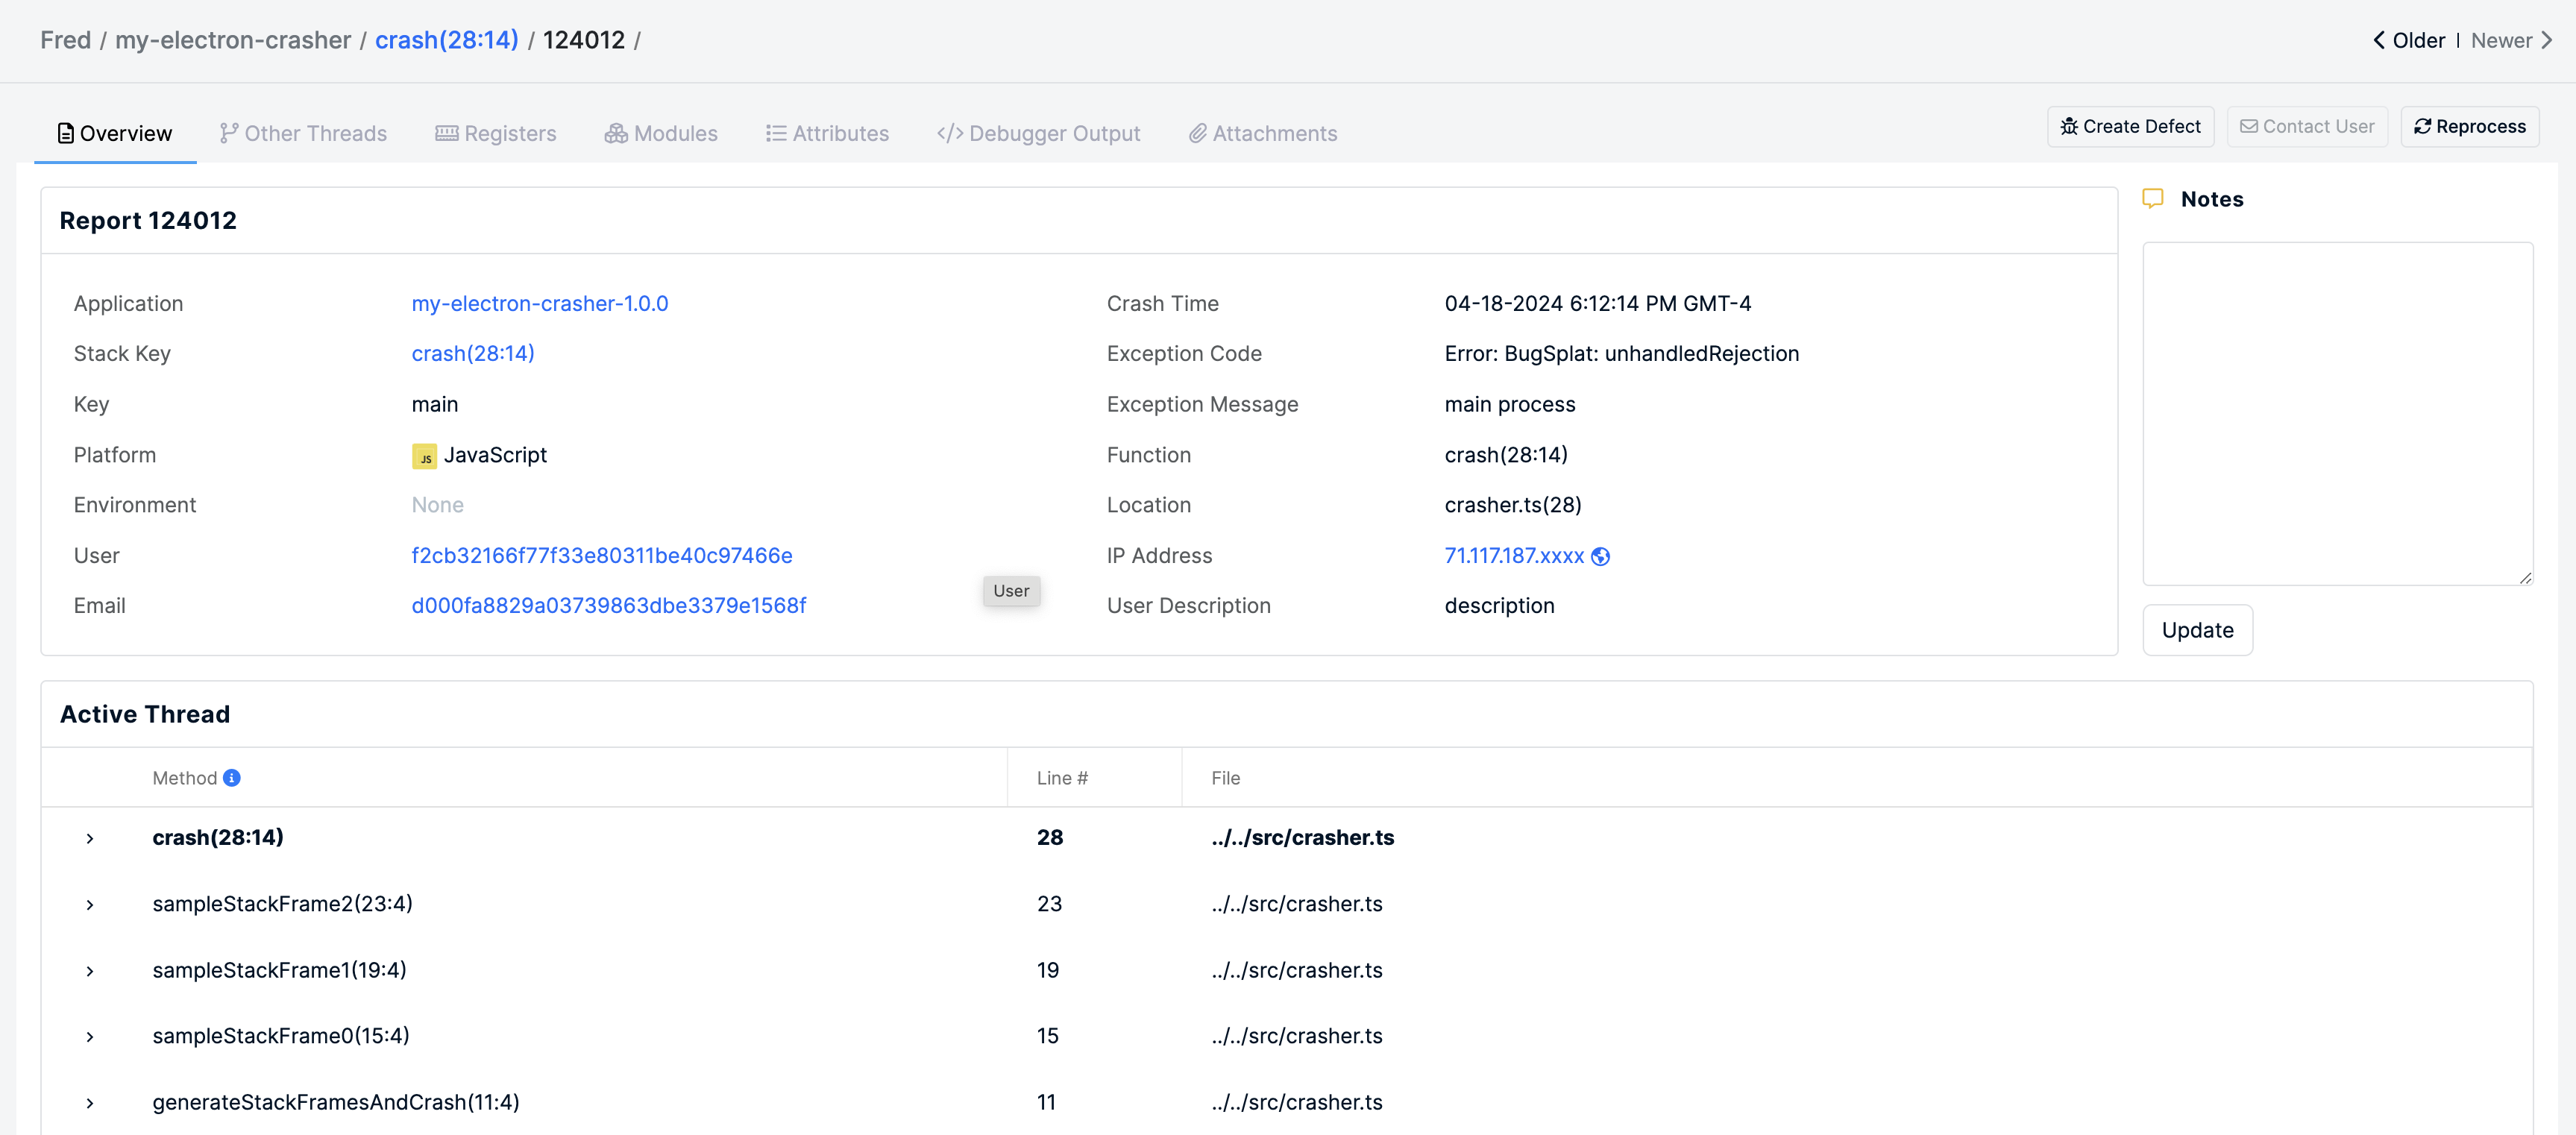 Fred / my-electron-crasher / crash(28:14) / 124012 /
Older | Newer
Overview Other Threads Registers Modules Attributes </> Debugger Output Attachments
Create Defect Contact User Reprocess
Report 124012
Notes
Application my-electron-crasher-1.0.0 Crash Time 04-18-2024 6:12:14 PM GMT-4
Stack Key crash(28:14) Exception Code Error: BugSplat: unhandledRejection
Key main Exception Message main process
Platform JS JavaScript Function crash(28:14)
Environment None Location crasher.ts(28)
User f2cb32166f77f33e80311be40c97466e IP Address 71.117.187.xxxx
User
Email d000fa8829a03739863dbe3379e1568f User Description description
Update
Active Thread
Method Line # File
crash(28:14) 28 ../../src/crasher.ts
sampleStackFrame2(23:4) 23 ../../src/crasher.ts
sampleStackFrame1(19:4) 19 ../../src/crasher.ts
sampleStackFrame0(15:4) 15 ../../src/crasher.ts
generateStackFramesAndCrash(11:4) 11 ../../src/crasher.ts